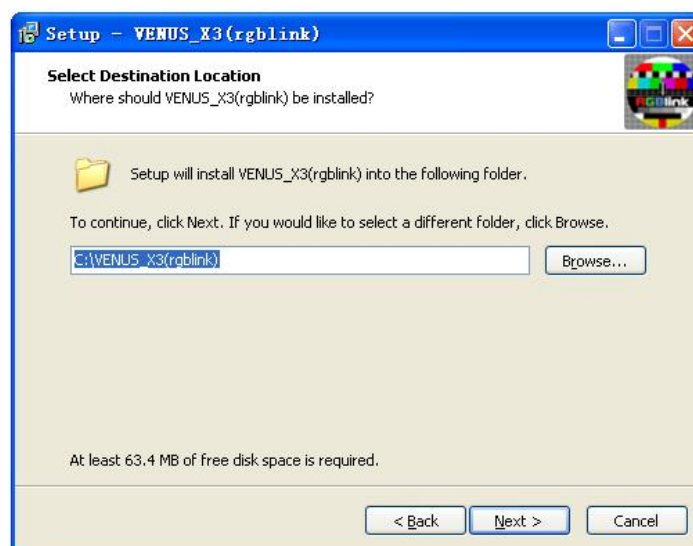 Setup - VENUS_X3(rgblink)
Select Destination Location
Where should VENUS_X3(rgblink) be installed?
RGBlink
Setup will install VENUS_X3(rgblink) into the following folder.
To continue, click Next. If you would like to select a different folder, click Browse.
C:\VENUS_X3(rgblink)
Browse...
At least 63.4 MB of free disk space is required.
< Back
Next >
Cancel